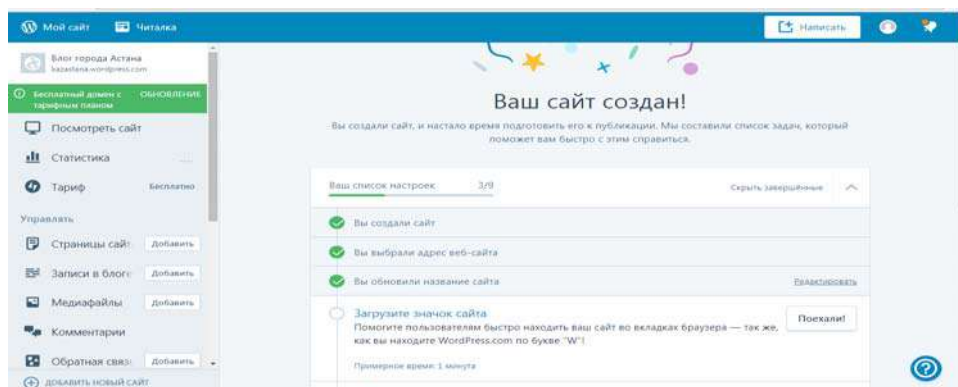 Мой сайт
Читалка
Написать
Блог города Астана
kazastana.wordpress.com
Бесплатный домен с
тарифным планом
ОБНОВЛЕНИЕ
Посмотреть сайт
Статистика
Тариф
Бесплатно
Управлять
Страницы сай
Добавить
Записи в блоге
Добавить
Медиафайлы
Добавить
Комментарии
Обратная связ
Добавить
ДОБАВИТЬ НОВЫЙ САЙТ
Ваш сайт создан!
Вы создали сайт, и настало время подготовить его к публикации. Мы составили список задач, который
поможет вам быстро с этим справиться.
Ваш список настроек
3/9
Скрыть завершённые
Вы создали сайт
Вы выбрали адрес веб-сайта
Вы обновили название сайта
Редактировать
Загрузите значок сайта
Помогите пользователям быстро находить ваш сайт во вкладках браузера — так же,
как вы находите WordPress.com по букве "W"!
Примерное время: 1 минута
Поехали!